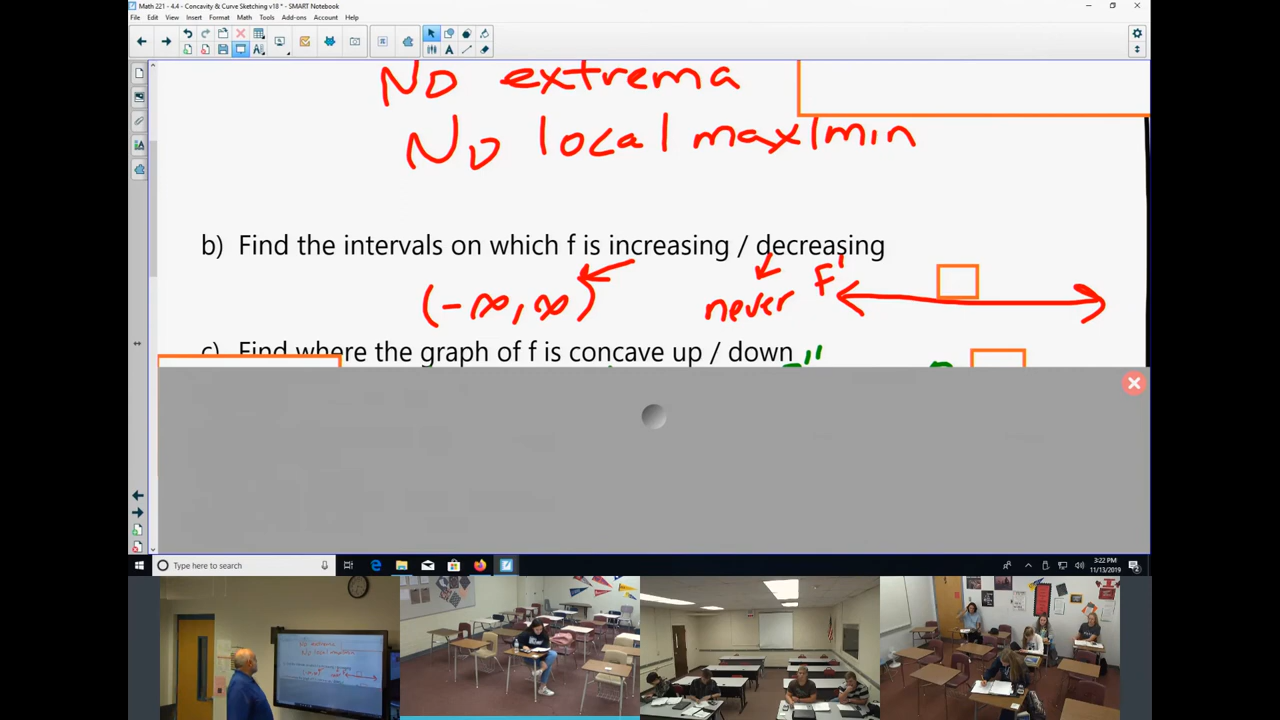 Math 221 - 4.4 - Concavity & Curve Sketching v18 * - SMART Notebook
File Edit View Insert Format Math Tools Add-ons Account Help
No extrema
No local max/min
b) Find the intervals on which f is increasing / decreasing
(-∞, ∞) never f'
c) Find where the graph of f is concave up / down
Type here to search
3:22 PM
11/13/2019